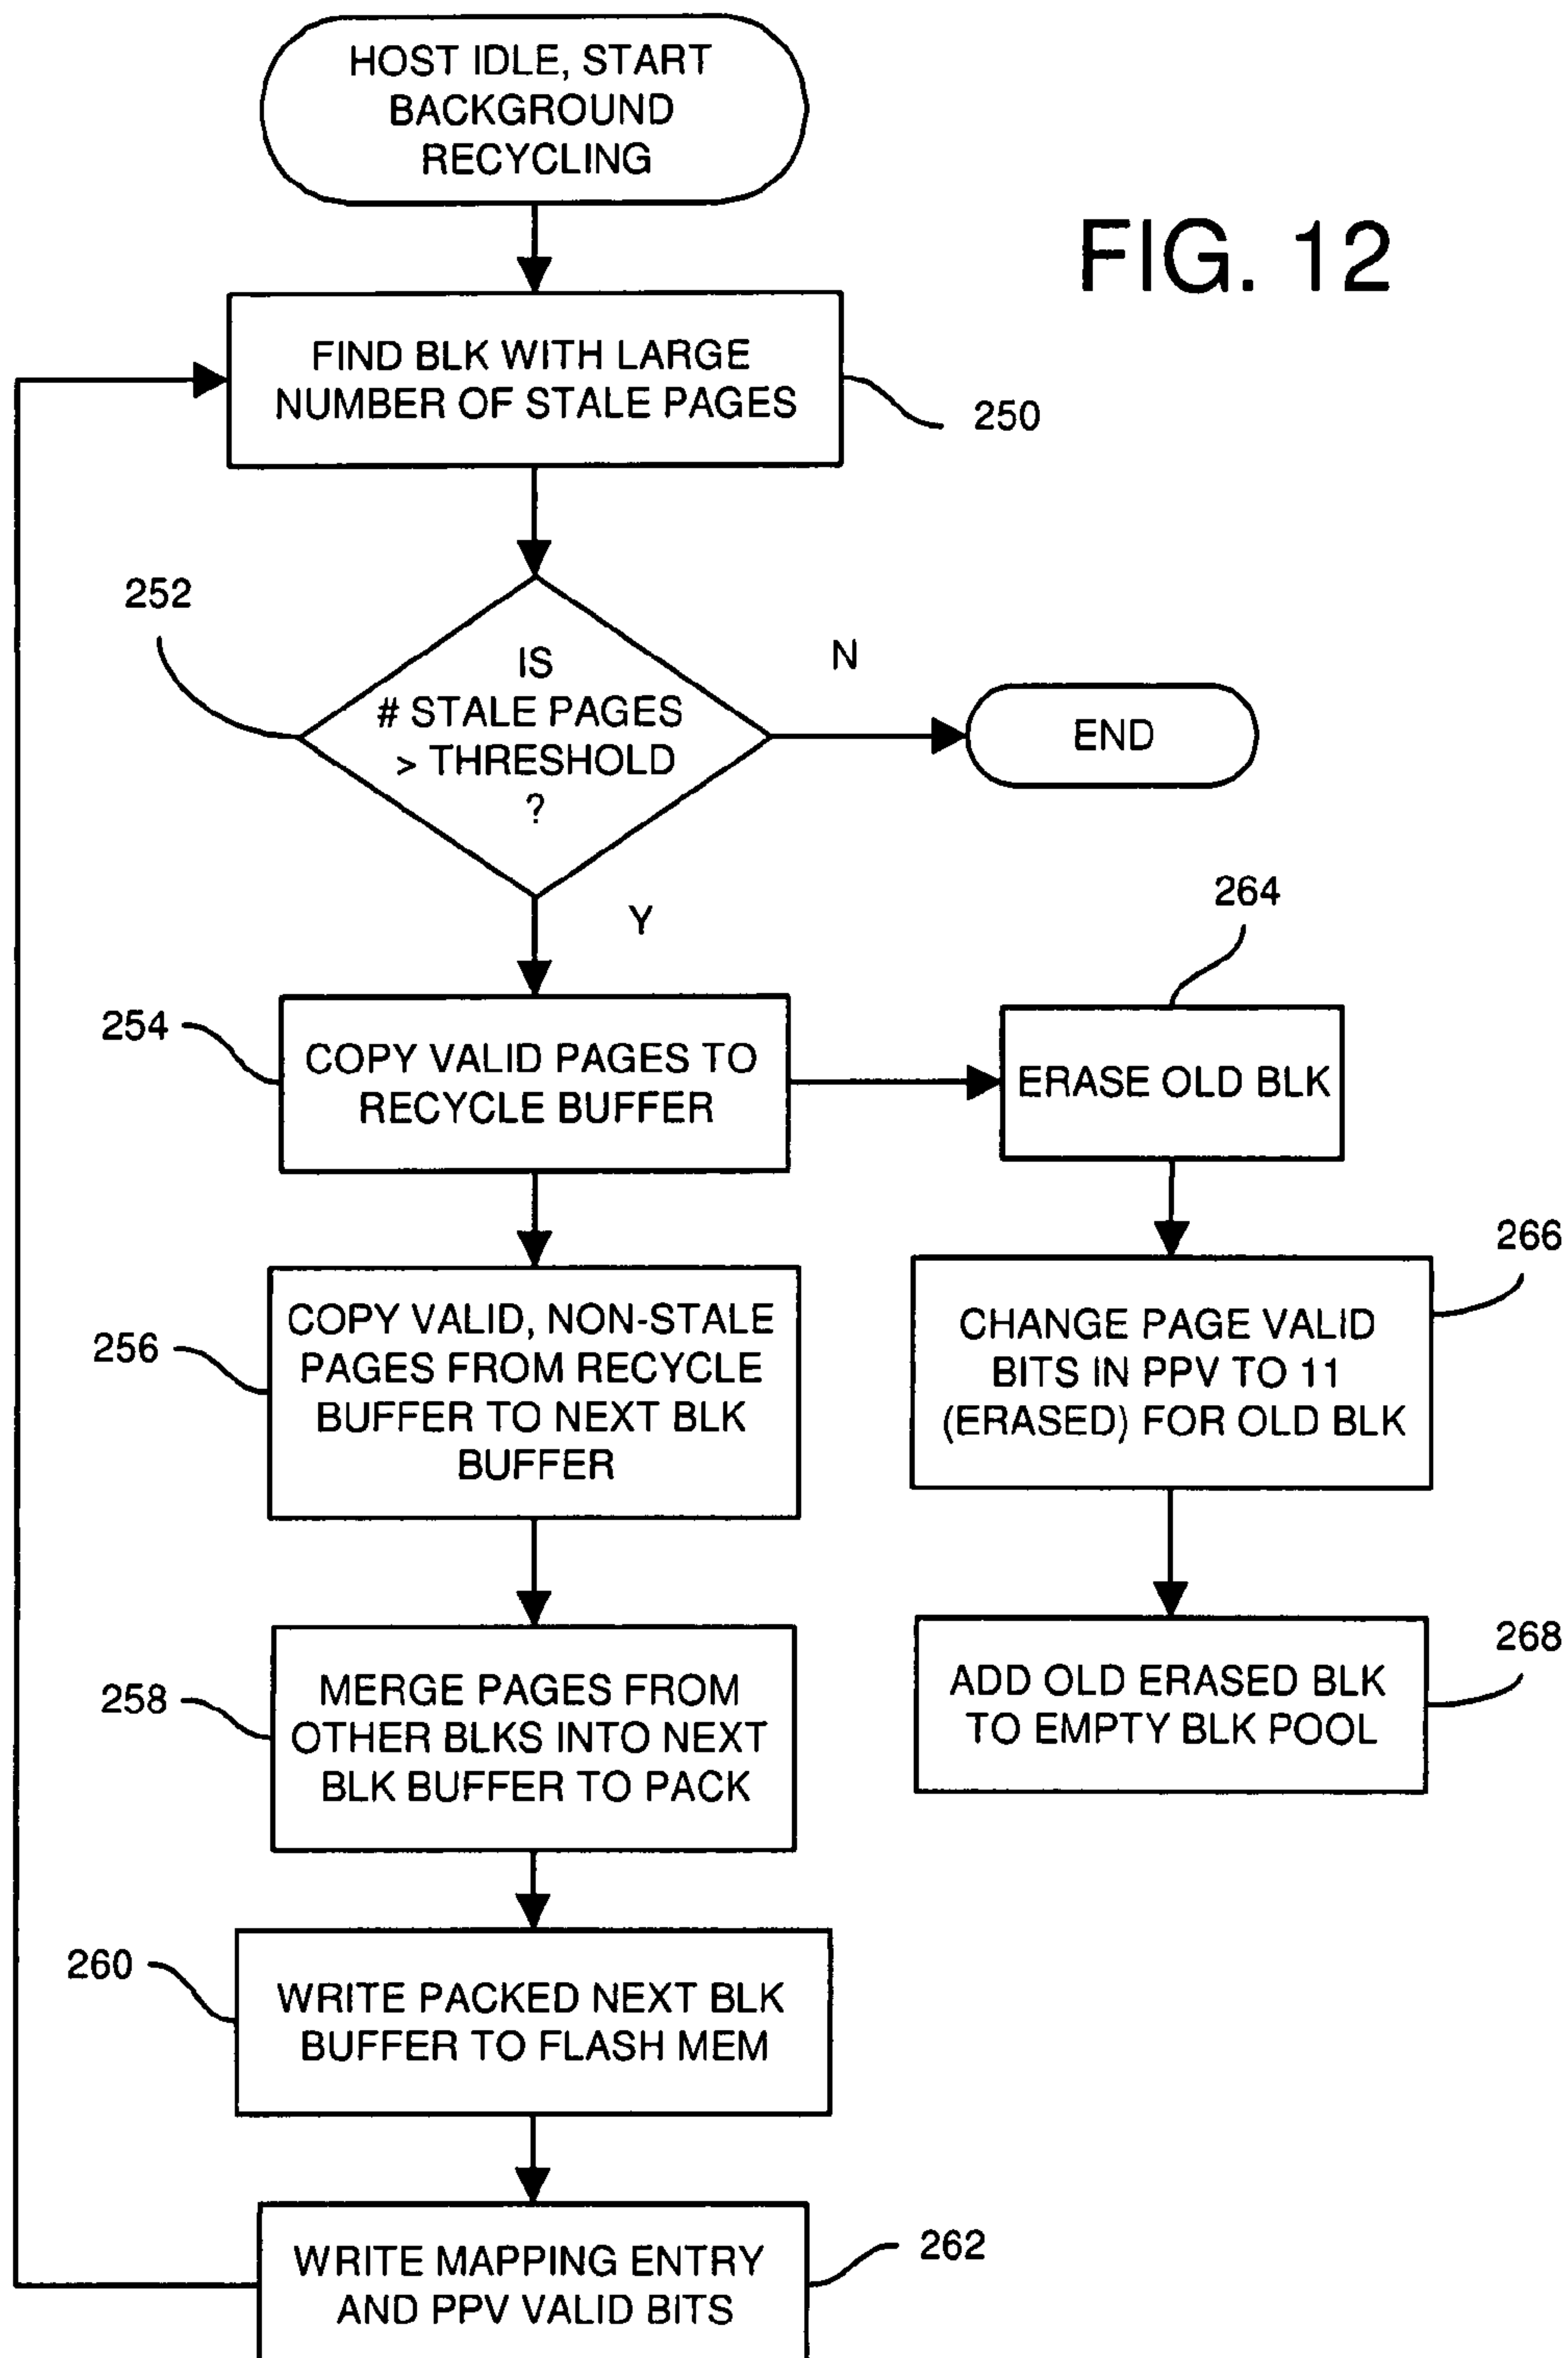 HOST IDLE, START
BACKGROUND
RECYCLING
FIG. 12
FIND BLK WITH LARGE
NUMBER OF STALE PAGES
250
252
IS
# STALE PAGES
> THRESHOLD
?
N
END
Y
254
COPY VALID PAGES TO
RECYCLE BUFFER
264
ERASE OLD BLK
256
COPY VALID, NON-STALE
PAGES FROM RECYCLE
BUFFER TO NEXT BLK
BUFFER
266
CHANGE PAGE VALID
BITS IN PPV TO 11
(ERASED) FOR OLD BLK
258
MERGE PAGES FROM
OTHER BLKS INTO NEXT
BLK BUFFER TO PACK
268
ADD OLD ERASED BLK
TO EMPTY BLK POOL
260
WRITE PACKED NEXT BLK
BUFFER TO FLASH MEM
262
WRITE MAPPING ENTRY
AND PPV VALID BITS